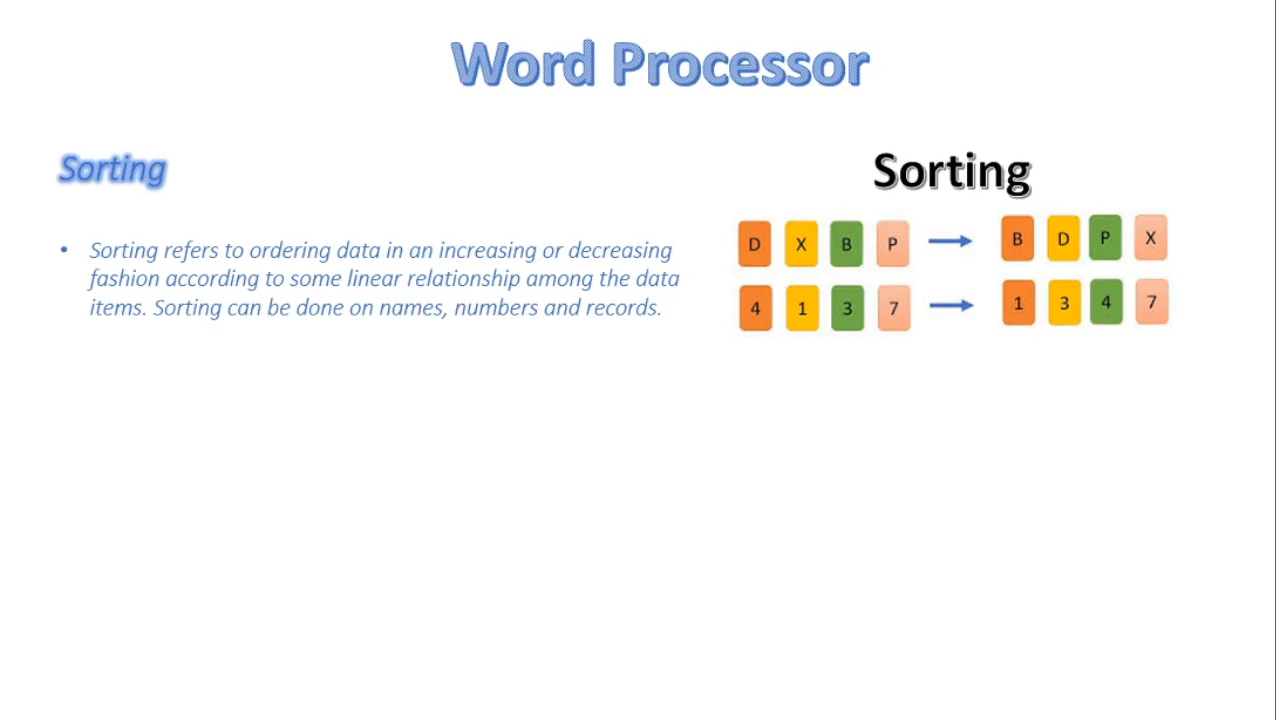 Word Processor
Sorting
• Sorting refers to ordering data in an increasing or decreasing
fashion according to some linear relationship among the data
items. Sorting can be done on names, numbers and records.
Sorting
D X B P B D P X
4 1 3 7 1 3 4 7